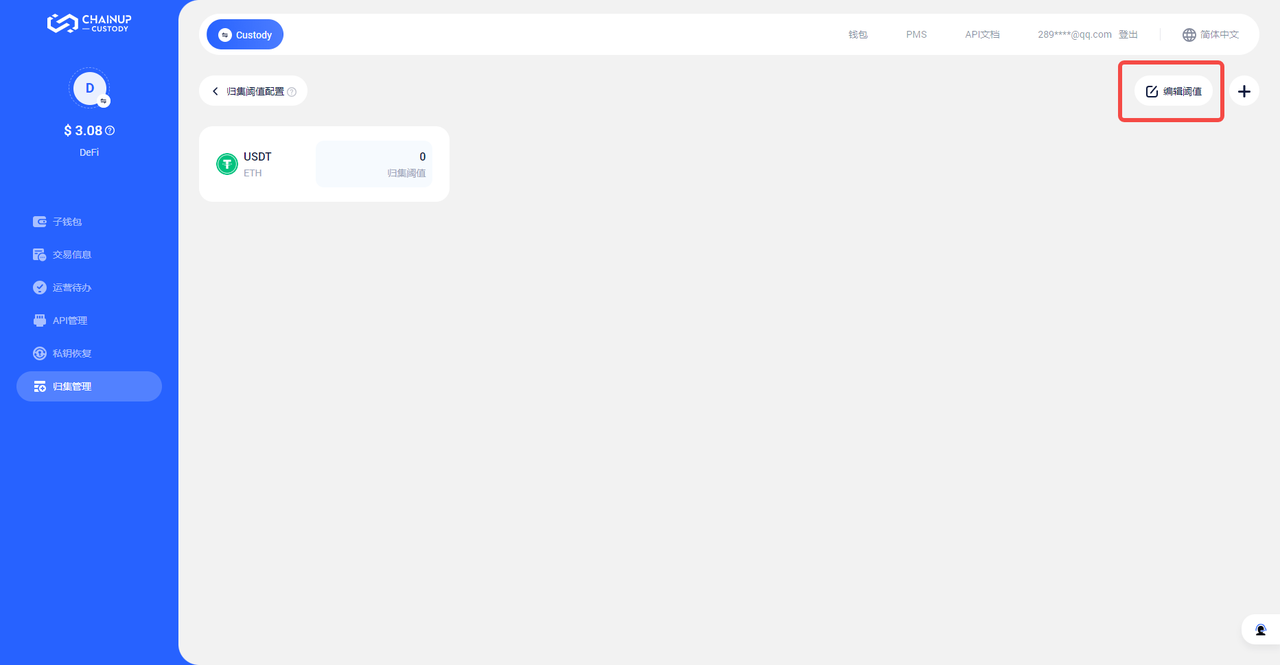 CHAINUP
CUSTODY
Custody
钱包
PMS
API文档
289****@qq.com 登出
简体中文
D
$ 3.08
DeFi
归集阈值配置
编辑阈值
USDT
ETH
0
归集阈值
子钱包
交易信息
运营待办
API管理
私钥恢复
归集管理